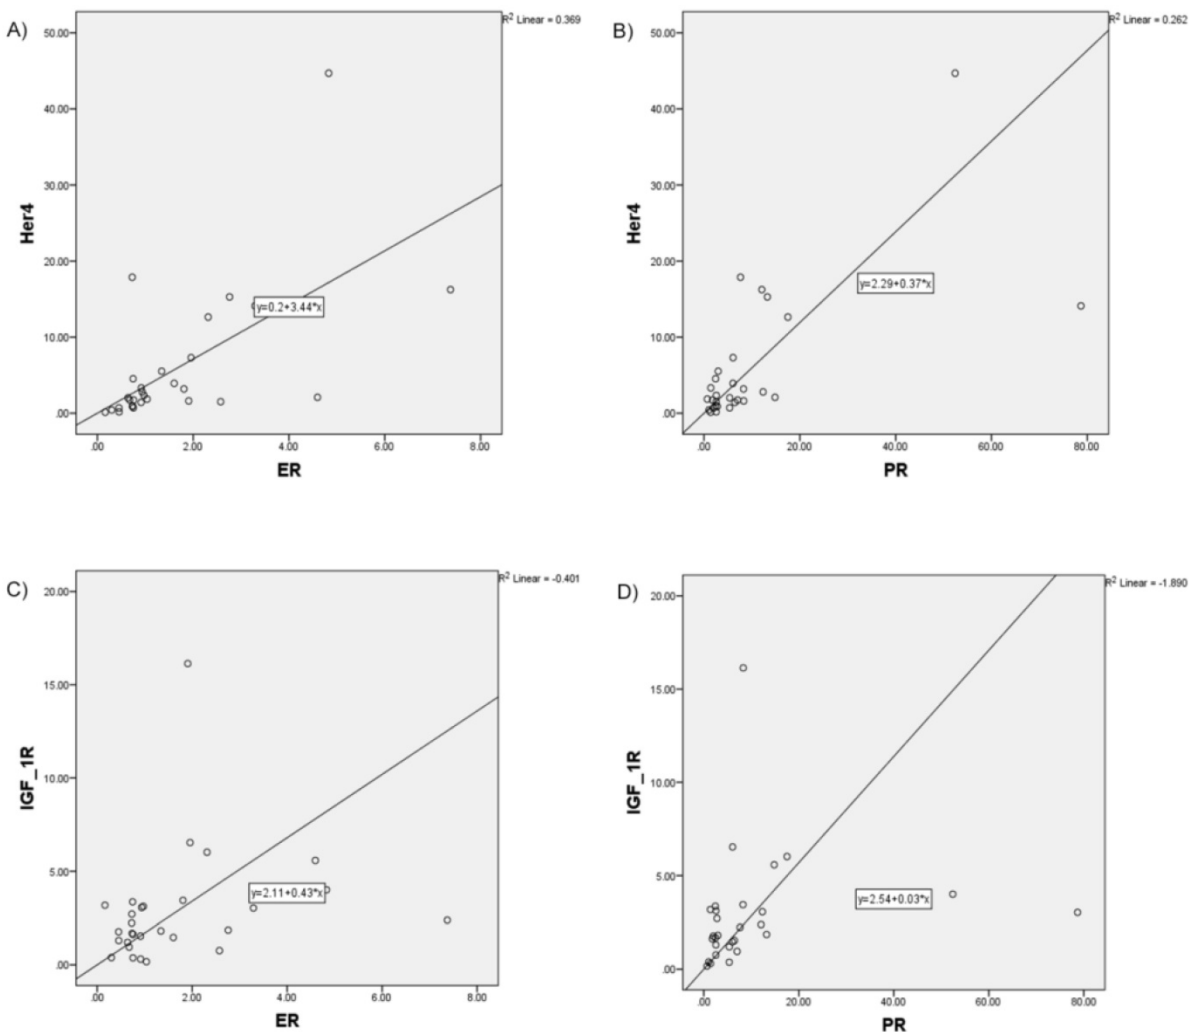 A)
R² Linear = 0.369
50.00
40.00
30.00
20.00
10.00
.00
Her4
y=0.2+3.44*x
.00 2.00 4.00 6.00 8.00
ER
B)
R² Linear = 0.262
50.00
40.00
30.00
20.00
10.00
.00
Her4
y=2.29+0.37*x
.00 20.00 40.00 60.00 80.00
PR
C)
R² Linear = -0.401
20.00
15.00
10.00
5.00
.00
IGF_1R
y=2.11+0.43*x
.00 2.00 4.00 6.00 8.00
ER
D)
R² Linear = -1.890
20.00
15.00
10.00
5.00
.00
IGF_1R
y=2.54+0.03*x
.00 20.00 40.00 60.00 80.00
PR